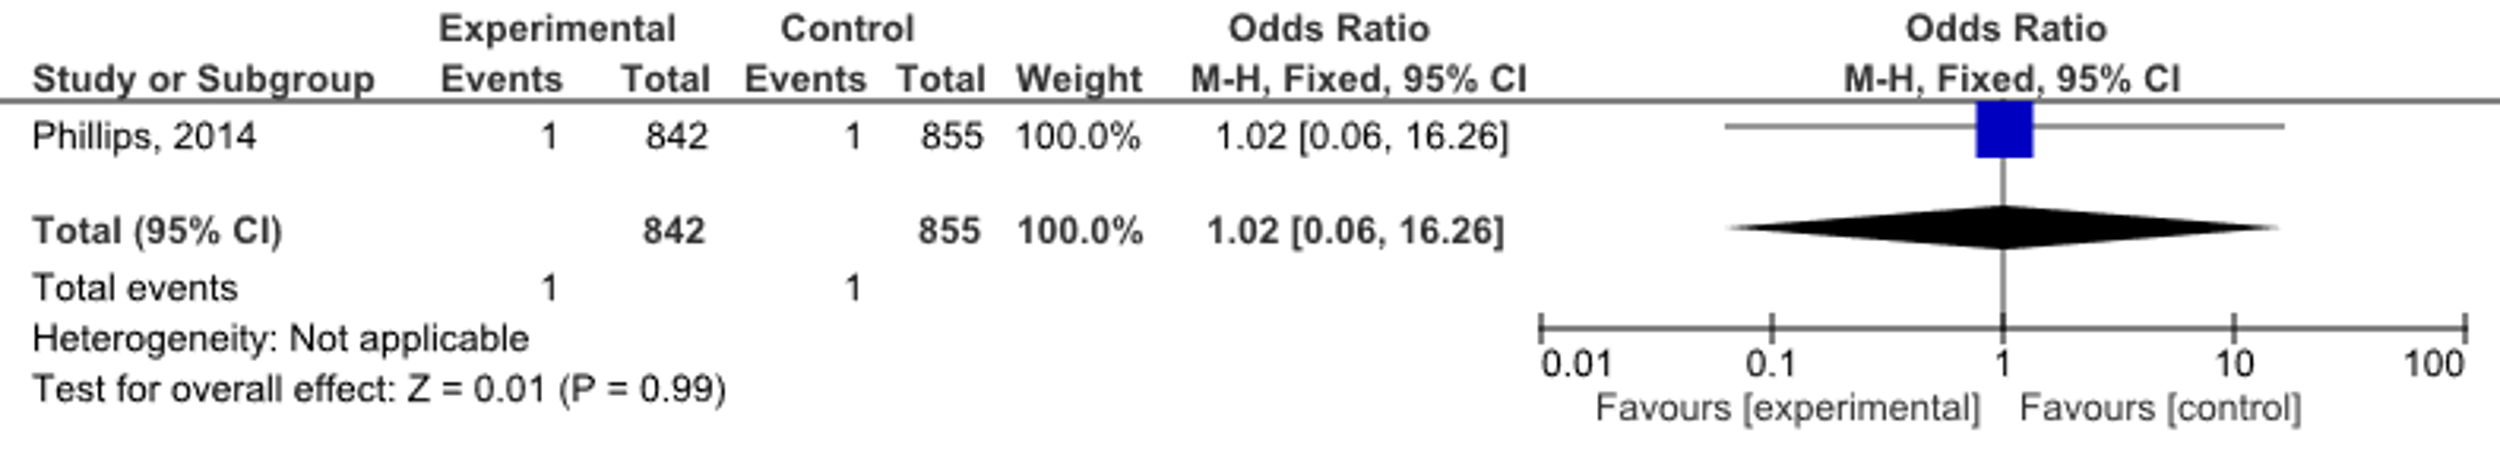 Experimental Control Odds Ratio Odds Ratio
Study or Subgroup Events Total Events Total Weight M-H, Fixed, 95% CI M-H, Fixed, 95% CI
Phillips, 2014 1 842 1 855 100.0% 1.02 [0.06, 16.26]
Total (95% CI) 842 855 100.0% 1.02 [0.06, 16.26]
Total events 1 1
Heterogeneity: Not applicable
Test for overall effect: Z = 0.01 (P = 0.99)
0.01 0.1 1 10 100
Favours [experimental] Favours [control]